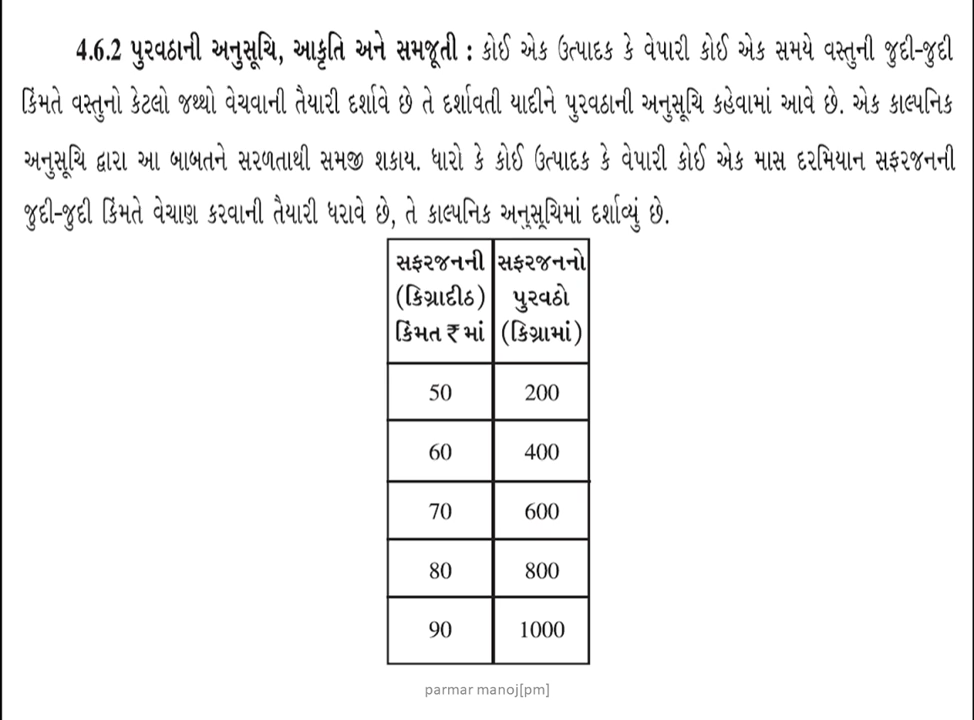 4.6.2 પુરવઠાની અનુસૂચિ, આકૃતિ અને સમજૂતી : કોઈ એક ઉત્પાદક કે વેપારી કોઈ એક સમયે વસ્તુની જુદી-જુદી
કિંમતે વસ્તુનો કેટલો જથ્થો વેચવાની તૈયારી દર્શાવે છે તે દર્શાવતી યાદીને પુરવઠાની અનુસૂચિ કહેવામાં આવે છે. એક કાલ્પનિક
અનુસૂચિ દ્વારા આ બાબતને સરળતાથી સમજી શકાય. ધારો કે કોઈ ઉત્પાદક કે વેપારી કોઈ એક માસ દરમિયાન સફરજનની
જુદી-જુદી કિંમતે વેચાણ કરવાની તૈયારી ધરાવે છે, તે કાલ્પનિક અનુસૂચિમાં દર્શાવ્યું છે.
સફરજનની સફરજનનો
(કિગ્રાદીઠ) પુરવઠો
કિંમત ₹ માં (કિગ્રામાં)
50 200
60 400
70 600
80 800
90 1000
parmar manoj[pm]